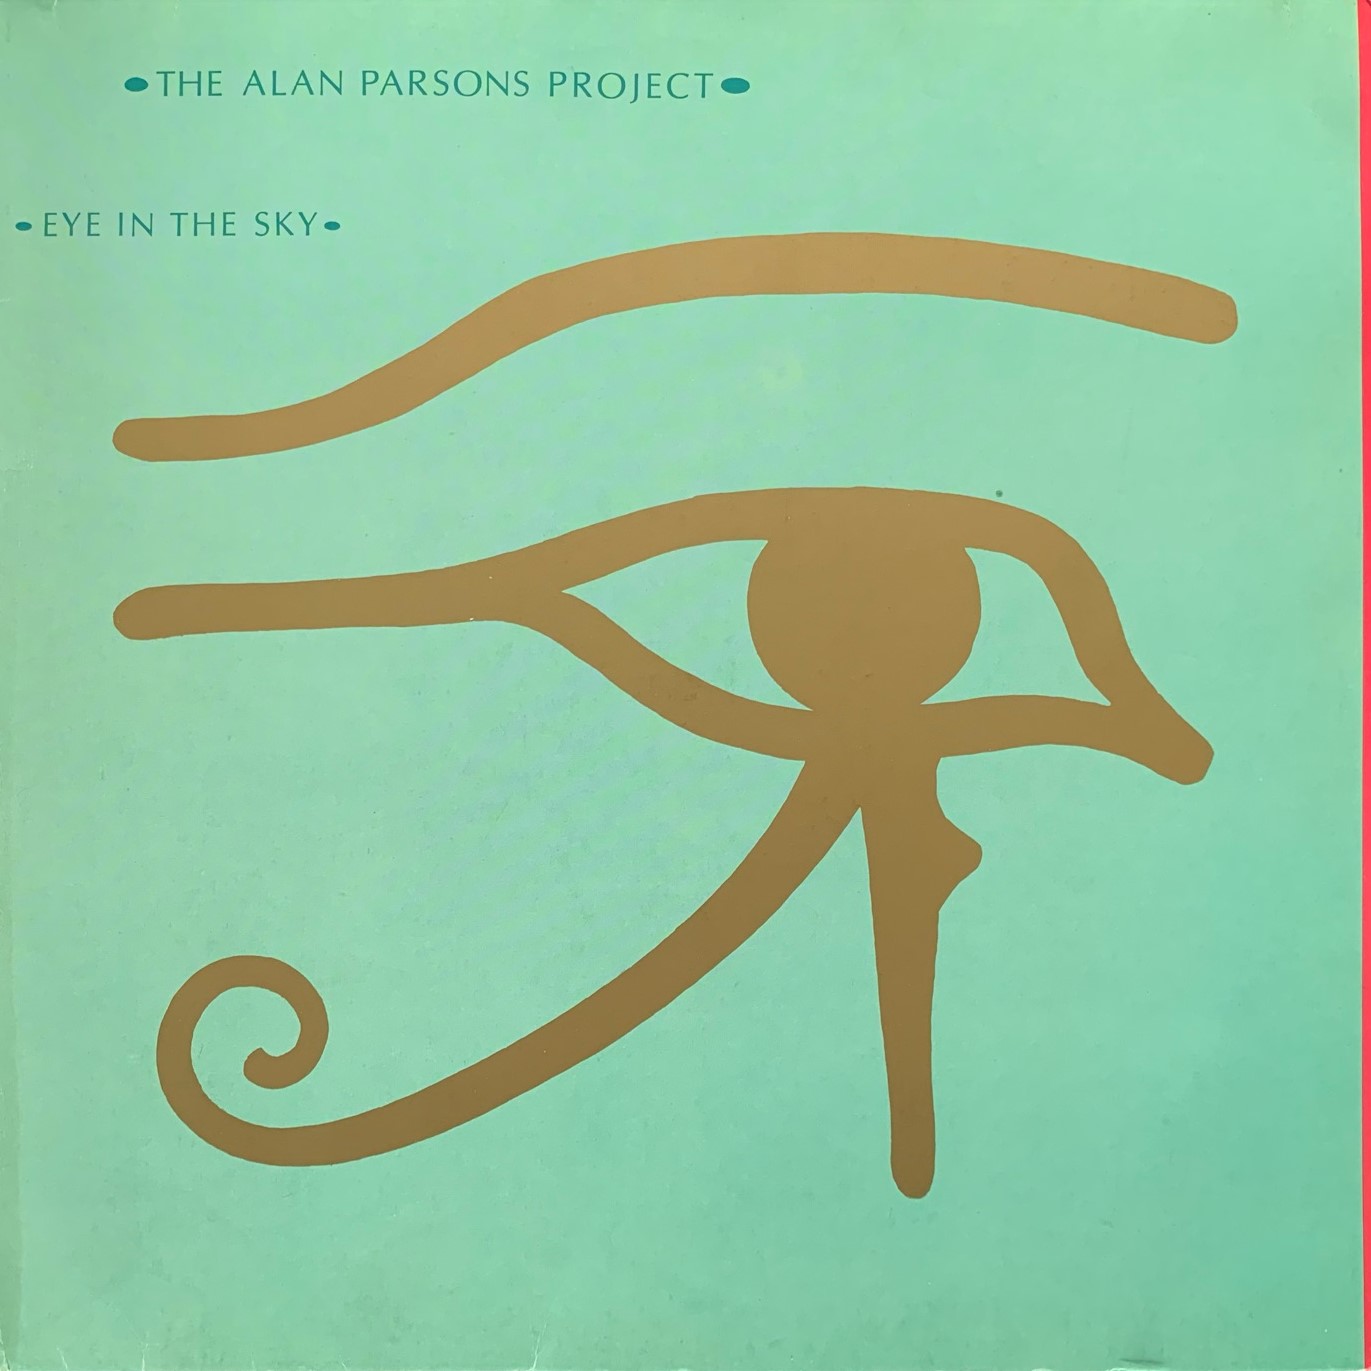 •THE ALAN PARSONS PROJECT•
•EYE IN THE SKY•